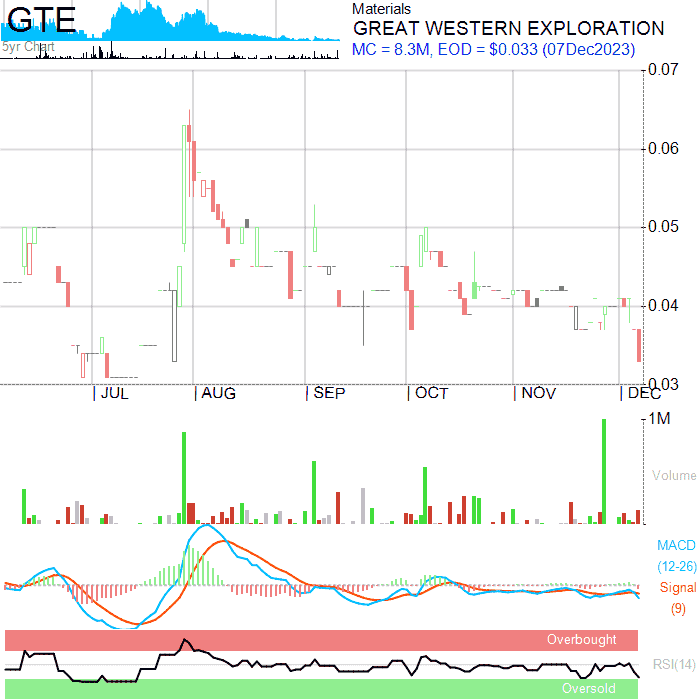 GTE
5yr Chart
Materials
GREAT WESTERN EXPLORATION
MC = 8.3M, EOD = $0.033 (07Dec2023)
0.07
0.06
0.05
0.04
0.03
JUL AUG SEP OCT NOV DEC
1M
Volume
MACD
(12-26)
Signal
(9)
Overbought
RSI(14)
Oversold